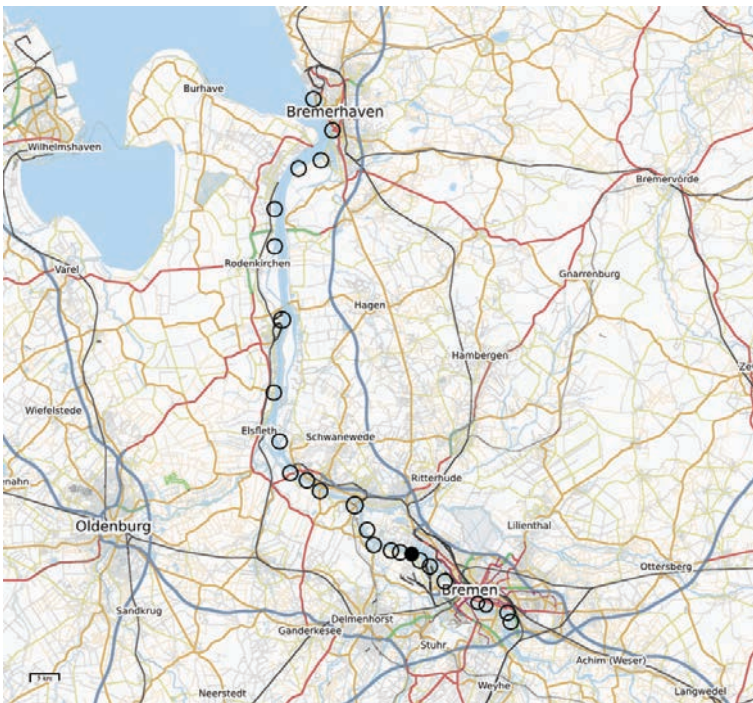 Burhave
Bremerhaven
Wilhelmshaven
Bremervörde
Rodenkirchen
Varel
Gnarrenburg
Hagen
Hambergen
Wiefelstede
Elsfleth
Schwanewede
Ritterhude
Lilienthal
Oldenburg
Ottersberg
Bremen
Sandkrug
Delmenhorst
Ganderkesee
Stuhr
Achim (Weser)
Weyhe
Neerstedt
Langwedel